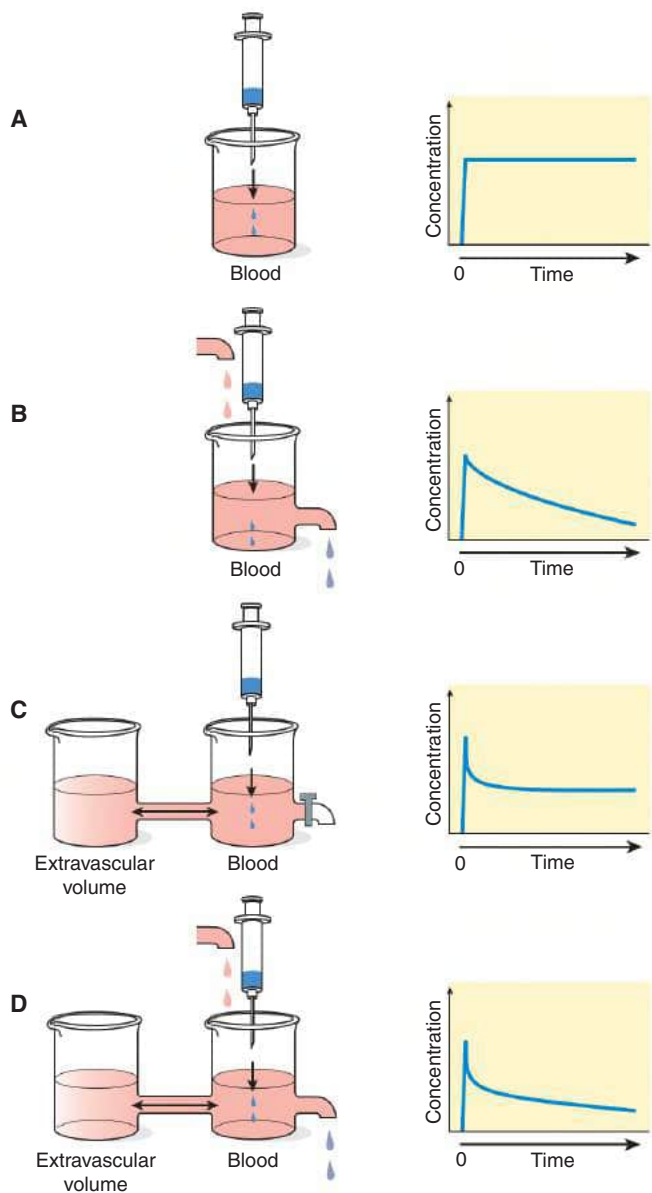 A
Concentration
0
Time
Blood
B
Concentration
0
Time
Blood
C
Concentration
0
Time
Extravascular
volume
Blood
D
Concentration
0
Time
Extravascular
volume
Blood